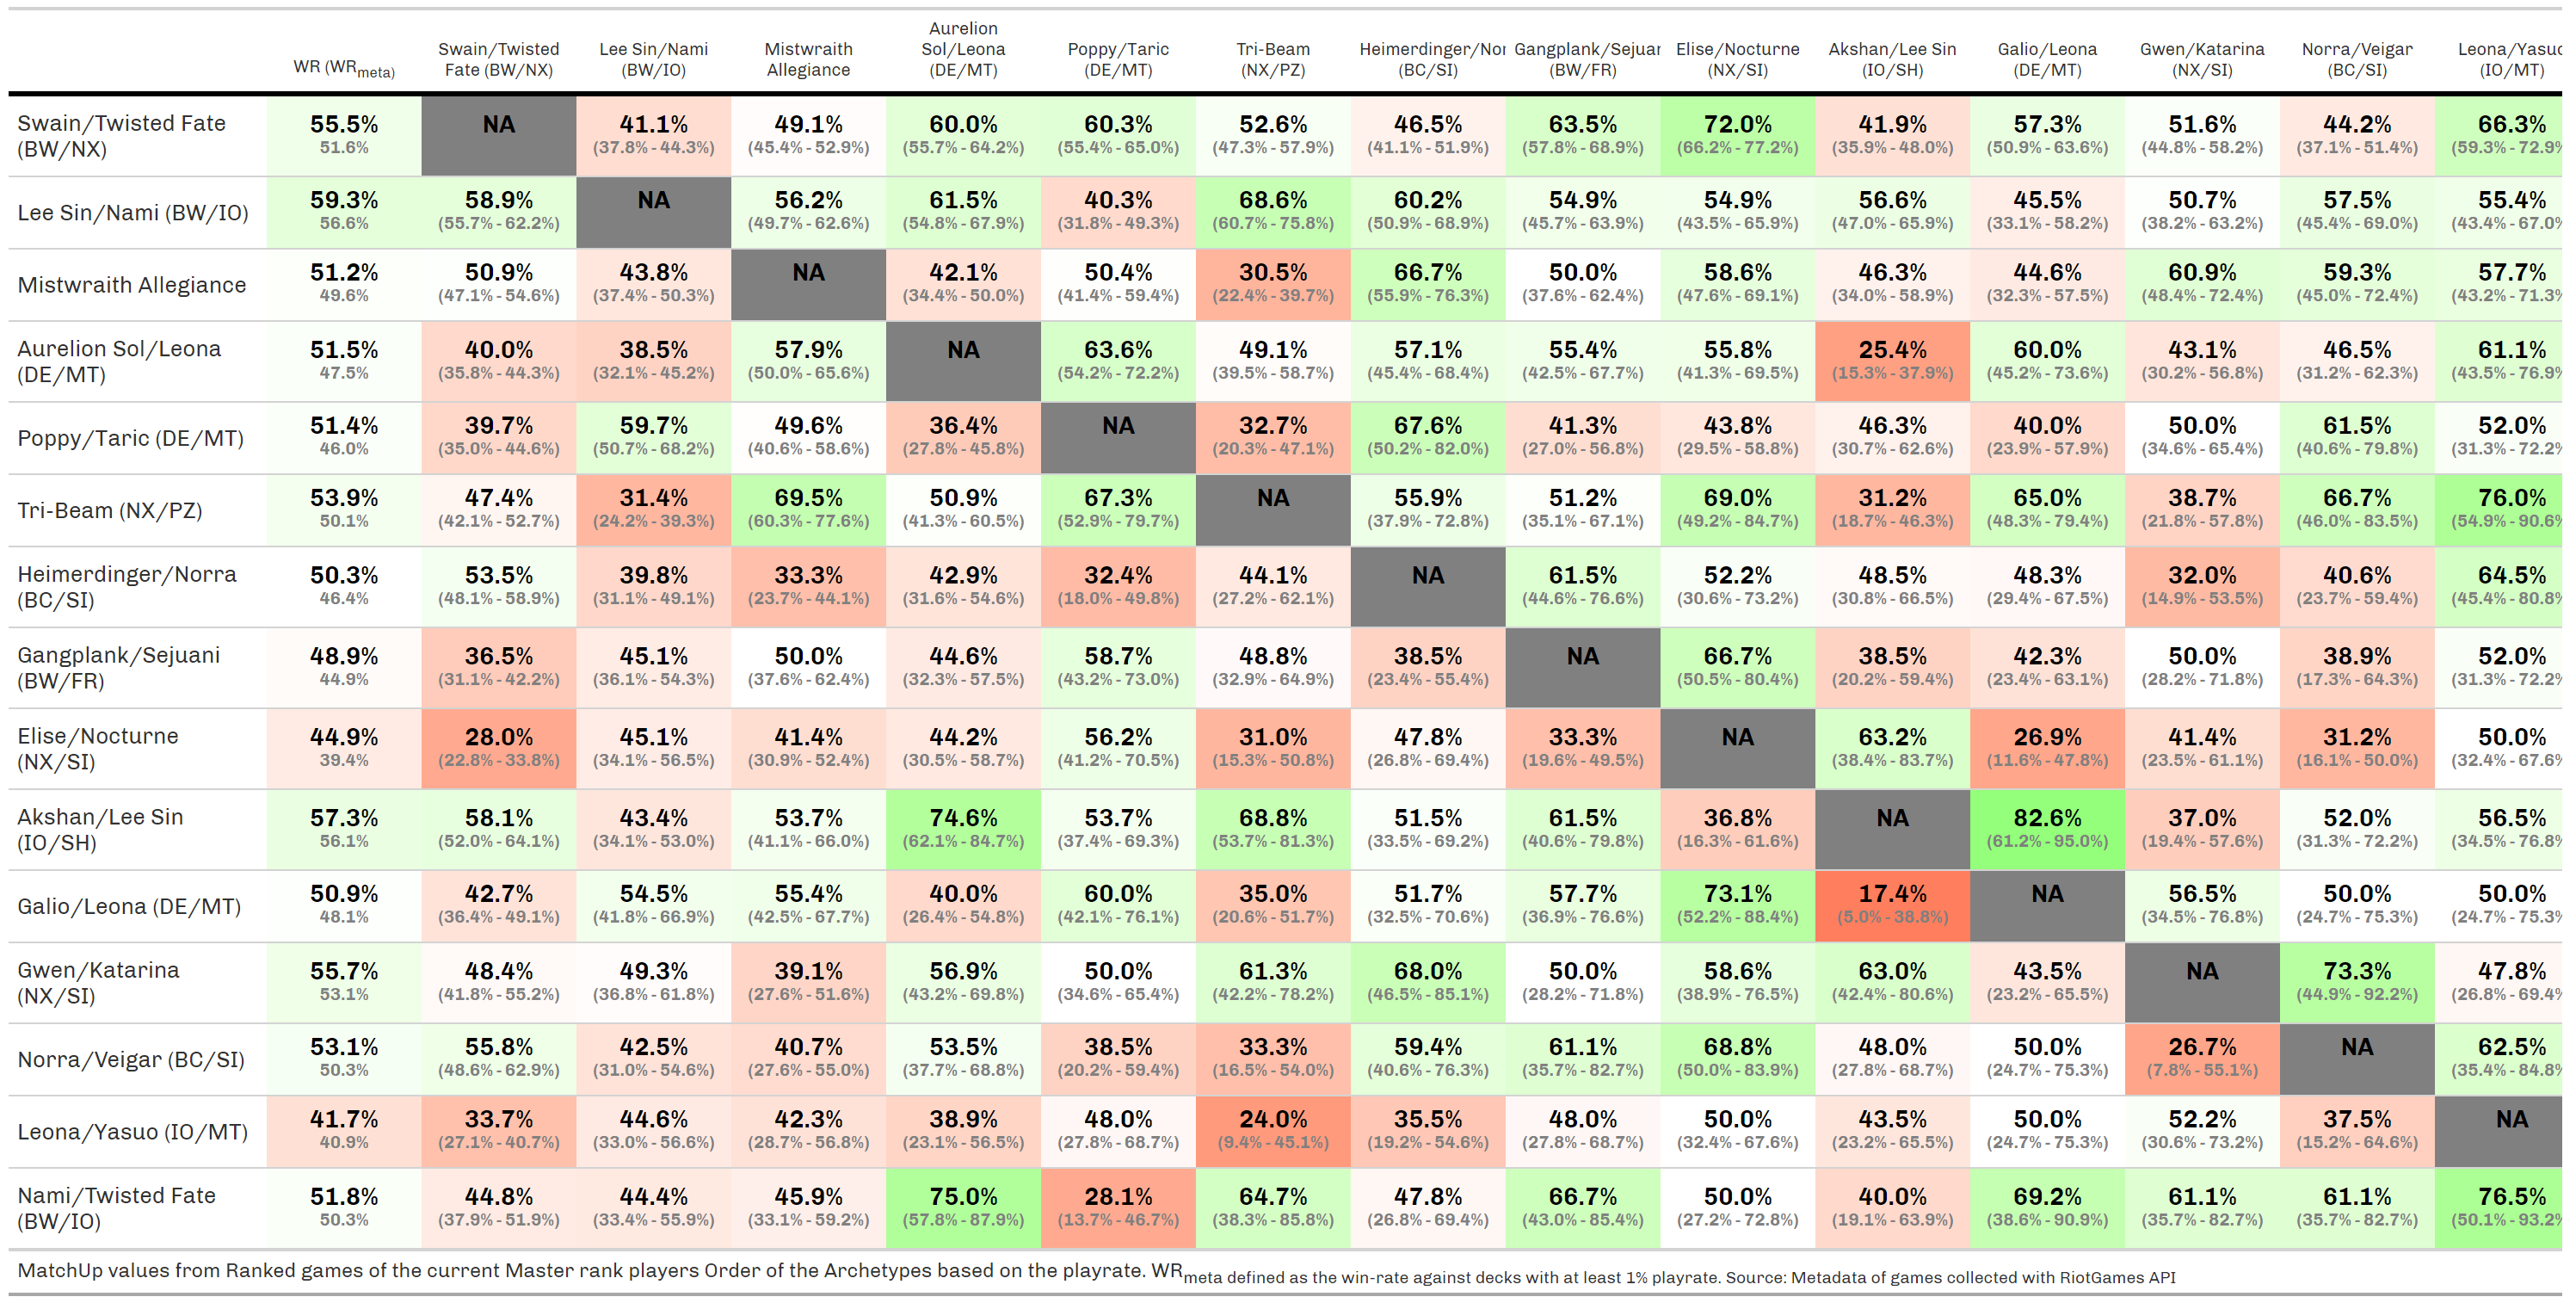 WR (WRmeta) Swain/Twisted Fate (BW/NX) Lee Sin/Nami (BW/IO) Mistwraith Allegiance Aurelion Sol/Leona (DE/MT) Poppy/Taric (DE/MT) Tri-Beam (NX/PZ) Heimerdinger/Nor (BC/SI) Gangplank/Sejuar (BW/FR) Elise/Nocturne (NX/SI) Akshan/Lee Sin (IO/SH) Galio/Leona (DE/MT) Gwen/Katarina (NX/SI) Norra/Veigar (BC/SI) Leona/Yasuo (IO/MT)
Swain/Twisted Fate (BW/NX) 55.5% NA 41.1% 49.1% 60.0% 60.3% 52.6% 46.5% 63.5% 72.0% 41.9% 57.3% 51.6% 44.2% 66.3%
51.6% (37.8% - 44.3%) (45.4% - 52.9%) (55.7% - 64.2%) (55.4% - 65.0%) (47.3% - 57.9%) (41.1% - 51.9%) (57.8% - 68.9%) (66.2% - 77.2%) (35.9% - 48.0%) (50.9% - 63.6%) (44.8% - 58.2%) (37.1% - 51.4%) (59.3% - 72.9%
Lee Sin/Nami (BW/IO) 59.3% 58.9% NA 56.2% 61.5% 40.3% 68.6% 60.2% 54.9% 54.9% 56.6% 45.5% 50.7% 57.5% 55.4%
56.6% (55.7% - 62.2%) (49.7% - 62.6%) (54.8% - 67.9%) (31.8% - 49.3%) (60.7% - 75.8%) (50.9% - 68.9%) (45.7% - 63.9%) (43.5% - 65.9%) (47.0% - 65.9%) (33.1% - 58.2%) (38.2% - 63.2%) (45.4% - 69.0%) (43.4% - 67.0%
Mistwraith Allegiance 51.2% 50.9% 43.8% NA 42.1% 50.4% 30.5% 66.7% 50.0% 58.6% 46.3% 44.6% 60.9% 59.3% 57.7%
49.6% (47.1% - 54.6%) (37.4% - 50.3%) (34.4% - 50.0%) (41.4% - 59.4%) (22.4% - 39.7%) (55.9% - 76.3%) (37.6% - 62.4%) (47.6% - 69.1%) (34.0% - 58.9%) (32.3% - 57.5%) (48.4% - 72.4%) (45.0% - 72.4%) (43.2% - 71.3%
Aurelion Sol/Leona (DE/MT) 51.5% 40.0% 38.5% 57.9% NA 63.6% 49.1% 57.1% 55.4% 55.8% 25.4% 60.0% 43.1% 46.5% 61.1%
47.5% (35.8% - 44.3%) (32.1% - 45.2%) (50.0% - 65.6%) (54.2% - 72.2%) (39.5% - 58.7%) (45.4% - 68.4%) (42.5% - 67.7%) (41.3% - 69.5%) (15.3% - 37.9%) (45.2% - 73.6%) (30.2% - 56.8%) (31.2% - 62.3%) (43.5% - 76.9%
Poppy/Taric (DE/MT) 51.4% 39.7% 59.7% 49.6% 36.4% NA 32.7% 67.6% 41.3% 43.8% 46.3% 40.0% 50.0% 61.5% 52.0%
46.0% (35.0% - 44.6%) (50.7% - 68.2%) (40.6% - 58.6%) (27.8% - 45.8%) (20.3% - 47.1%) (50.2% - 82.0%) (27.0% - 56.8%) (29.5% - 58.8%) (30.7% - 62.6%) (23.9% - 57.9%) (34.6% - 65.4%) (40.6% - 79.8%) (31.3% - 72.2%
Tri-Beam (NX/PZ) 53.9% 47.4% 31.4% 69.5% 50.9% 67.3% NA 55.9% 51.2% 69.0% 31.2% 65.0% 38.7% 66.7% 76.0%
50.1% (42.1% - 52.7%) (24.2% - 39.3%) (60.3% - 77.6%) (41.3% - 60.5%) (52.9% - 79.7%) (37.9% - 72.8%) (35.1% - 67.1%) (49.2% - 84.7%) (18.7% - 46.3%) (48.3% - 79.4%) (21.8% - 57.8%) (46.0% - 83.5%) (54.9% - 90.6%
Heimerdinger/Norra (BC/SI) 50.3% 53.5% 39.8% 33.3% 42.9% 32.4% 44.1% NA 61.5% 52.2% 48.5% 48.3% 32.0% 40.6% 64.5%
46.4% (48.1% - 58.9%) (31.1% - 49.1%) (23.7% - 44.1%) (31.6% - 54.6%) (18.0% - 49.8%) (27.2% - 62.1%) (44.6% - 76.6%) (30.6% - 73.2%) (30.8% - 66.5%) (29.4% - 67.5%) (14.9% - 53.5%) (23.7% - 59.4%) (45.4% - 80.8%
Gangplank/Sejuani (BW/FR) 48.9% 36.5% 45.1% 50.0% 44.6% 58.7% 48.8% 38.5% NA 66.7% 38.5% 42.3% 50.0% 38.9% 52.0%
44.9% (31.1% - 42.2%) (36.1% - 54.3%) (37.6% - 62.4%) (32.3% - 57.5%) (43.2% - 73.0%) (32.9% - 64.9%) (23.4% - 55.4%) (50.5% - 80.4%) (20.2% - 59.4%) (23.4% - 63.1%) (28.2% - 71.8%) (17.3% - 64.3%) (31.3% - 72.2%
Elise/Nocturne (NX/SI) 44.9% 28.0% 45.1% 41.4% 44.2% 56.2% 31.0% 47.8% 33.3% NA 63.2% 26.9% 41.4% 31.2% 50.0%
39.4% (22.8% - 33.8%) (34.1% - 56.5%) (30.9% - 52.4%) (30.5% - 58.7%) (41.2% - 70.5%) (15.3% - 50.8%) (26.8% - 69.4%) (19.6% - 49.5%) (38.4% - 83.7%) (11.6% - 47.8%) (23.5% - 61.1%) (16.1% - 50.0%) (32.4% - 67.6%
Akshan/Lee Sin (IO/SH) 57.3% 58.1% 43.4% 53.7% 74.6% 53.7% 68.8% 51.5% 61.5% 36.8% NA 82.6% 37.0% 52.0% 56.5%
56.1% (52.0% - 64.1%) (34.1% - 53.0%) (41.1% - 66.0%) (62.1% - 84.7%) (37.4% - 69.3%) (53.7% - 81.3%) (33.5% - 69.2%) (40.6% - 79.8%) (16.3% - 61.6%) (61.2% - 95.0%) (19.4% - 57.6%) (31.3% - 72.2%) (34.5% - 76.8%
Galio/Leona (DE/MT) 50.9% 42.7% 54.5% 55.4% 40.0% 60.0% 35.0% 51.7% 57.7% 73.1% 17.4% NA 56.5% 50.0% 50.0%
48.1% (36.4% - 49.1%) (41.8% - 66.9%) (42.5% - 67.7%) (26.4% - 54.8%) (42.1% - 76.1%) (20.6% - 51.7%) (32.5% - 70.6%) (36.9% - 76.6%) (52.2% - 88.4%) (5.0% - 38.8%) (34.5% - 76.8%) (24.7% - 75.3%) (24.7% - 75.3%
Gwen/Katarina (NX/SI) 55.7% 48.4% 49.3% 39.1% 56.9% 50.0% 61.3% 68.0% 50.0% 58.6% 63.0% 43.5% NA 73.3% 47.8%
53.1% (41.8% - 55.2%) (36.8% - 61.8%) (27.6% - 51.6%) (43.2% - 69.8%) (34.6% - 65.4%) (42.2% - 78.2%) (46.5% - 85.1%) (28.2% - 71.8%) (38.9% - 76.5%) (42.4% - 80.6%) (23.2% - 65.5%) (44.9% - 92.2%) (26.8% - 69.4%
Norra/Veigar (BC/SI) 53.1% 55.8% 42.5% 40.7% 53.5% 38.5% 33.3% 59.4% 61.1% 68.8% 48.0% 50.0% 26.7% NA 62.5%
50.3% (48.6% - 62.9%) (31.0% - 54.6%) (27.6% - 55.0%) (37.7% - 68.8%) (20.2% - 59.4%) (16.5% - 54.0%) (40.6% - 76.3%) (35.7% - 82.7%) (50.0% - 83.9%) (27.8% - 68.7%) (24.7% - 75.3%) (7.8% - 55.1%) (35.4% - 84.8%
Leona/Yasuo (IO/MT) 41.7% 33.7% 44.6% 42.3% 38.9% 48.0% 24.0% 35.5% 48.0% 50.0% 43.5% 50.0% 52.2% 37.5% NA
40.9% (27.1% - 40.7%) (33.0% - 56.6%) (28.7% - 56.8%) (23.1% - 56.5%) (27.8% - 68.7%) (9.4% - 45.1%) (19.2% - 54.6%) (27.8% - 68.7%) (32.4% - 67.6%) (23.2% - 65.5%) (24.7% - 75.3%) (30.6% - 73.2%) (15.2% - 64.6%)
Nami/Twisted Fate (BW/IO) 51.8% 44.8% 44.4% 45.9% 75.0% 28.1% 64.7% 47.8% 66.7% 50.0% 40.0% 69.2% 61.1% 61.1% 76.5%
50.3% (37.9% - 51.9%) (33.4% - 55.9%) (33.1% - 59.2%) (57.8% - 87.9%) (13.7% - 46.7%) (38.3% - 85.8%) (26.8% - 69.4%) (43.0% - 85.4%) (27.2% - 72.8%) (19.1% - 63.9%) (38.6% - 90.9%) (35.7% - 82.7%) (35.7% - 82.7%) (50.1% - 93.2%
MatchUp values from Ranked games of the current Master rank players Order of the Archetypes based on the playrate. WRmeta defined as the win-rate against decks with at least 1% playrate. Source: Metadata of games collected with RiotGames API